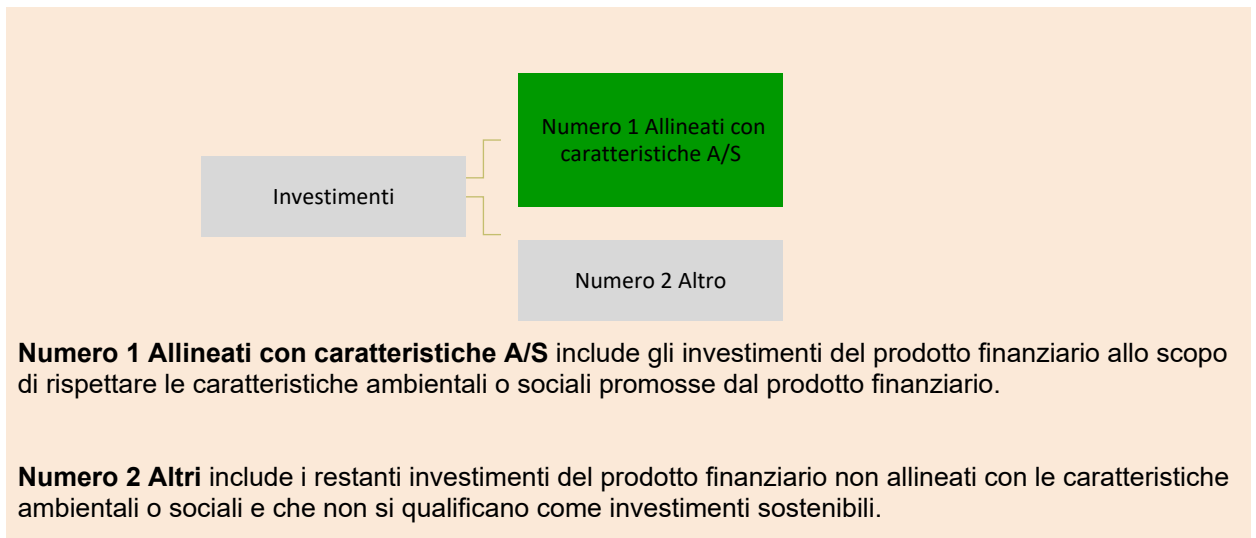 Numero 1 Allineati con
caratteristiche A/S
Investimenti
Numero 2 Altro
Numero 1 Allineati con caratteristiche A/S include gli investimenti del prodotto finanziario allo scopo
di rispettare le caratteristiche ambientali o sociali promosse dal prodotto finanziario.
Numero 2 Altri include i restanti investimenti del prodotto finanziario non allineati con le caratteristiche
ambientali o sociali e che non si qualificano come investimenti sostenibili.